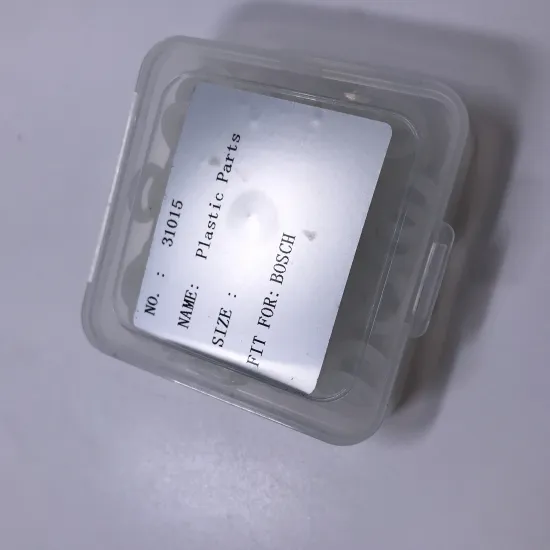 NO. : 31015
NAME: Plastic Parts
SIZE :
FIT FOR: BOSCH